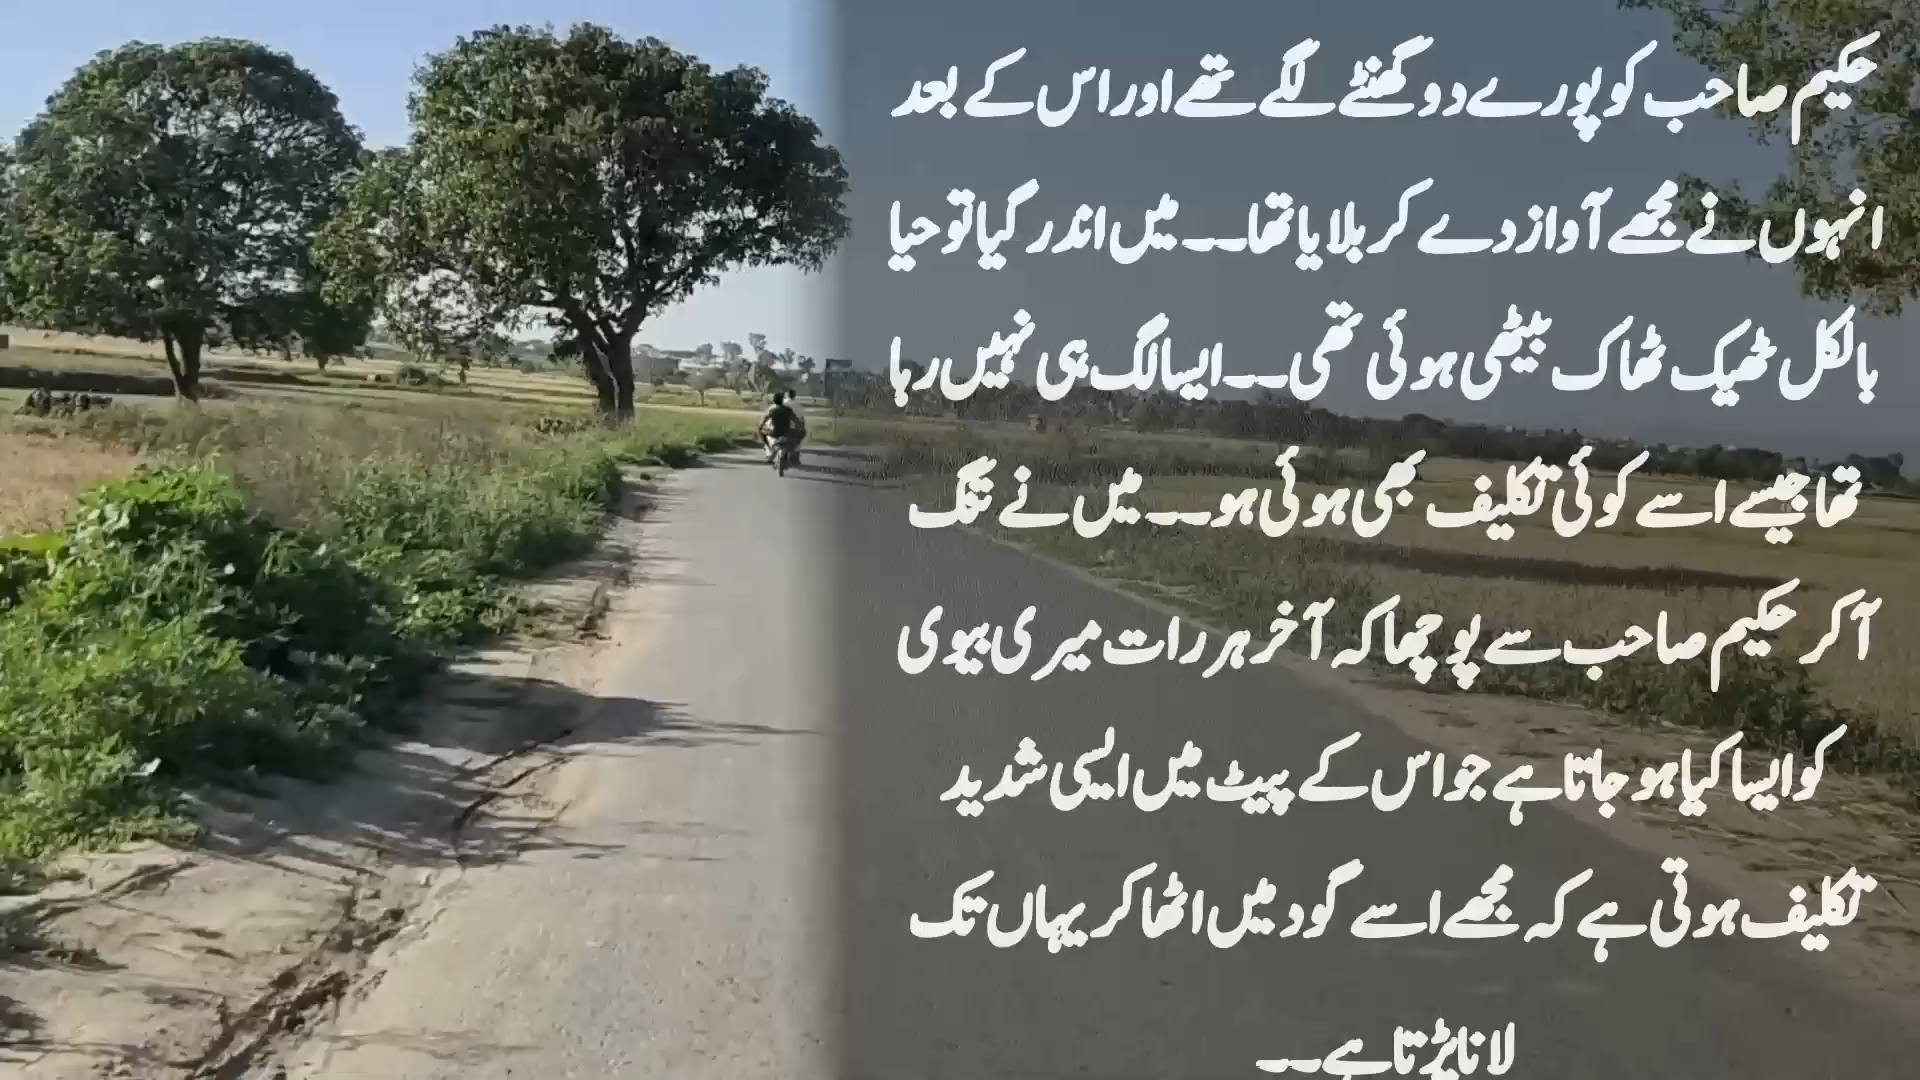 حکیم صاحب کو پورے دو گھنٹے لگے تھے اور اس کے بعد
انہوں نے مجھے آواز دے کر بلایا تھا۔۔ میں اندر گیا تو حیا
بالکل ٹھیک ٹھاک بیٹھی ہوئی تھی۔۔ ایسا لگ ہی نہیں رہا
تھا جیسے اسے کوئی تکلیف بھی ہوئی ہو۔۔ میں نے تنگ
آکر حکیم صاحب سے پوچھا کہ آخر ہر رات میری بیوی
کو ایسا کیا ہو جاتا ہے جو اس کے پیٹ میں ایسی شدید
تکلیف ہوتی ہے کہ مجھے اسے گود میں اٹھا کر یہاں تک
لانا پڑتا ہے۔۔